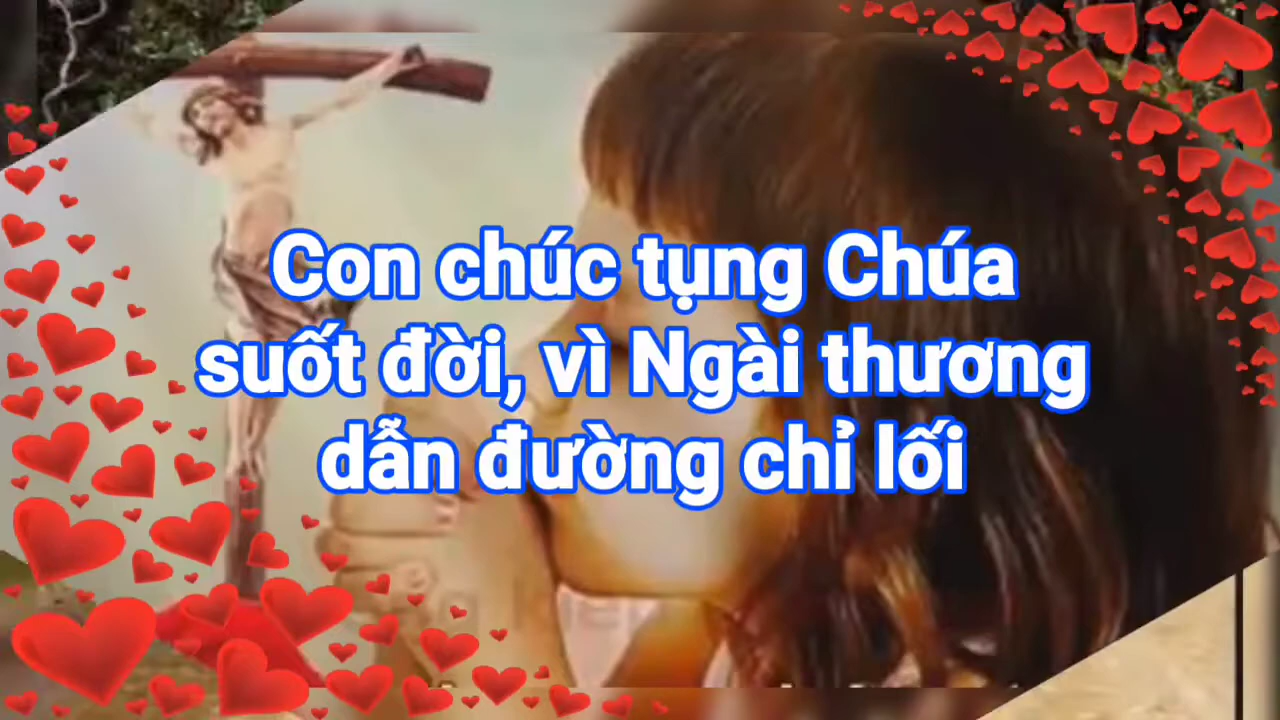 Con chúc tụng Chúa
suốt đời, vì Ngài thương
dẫn đường chỉ lối